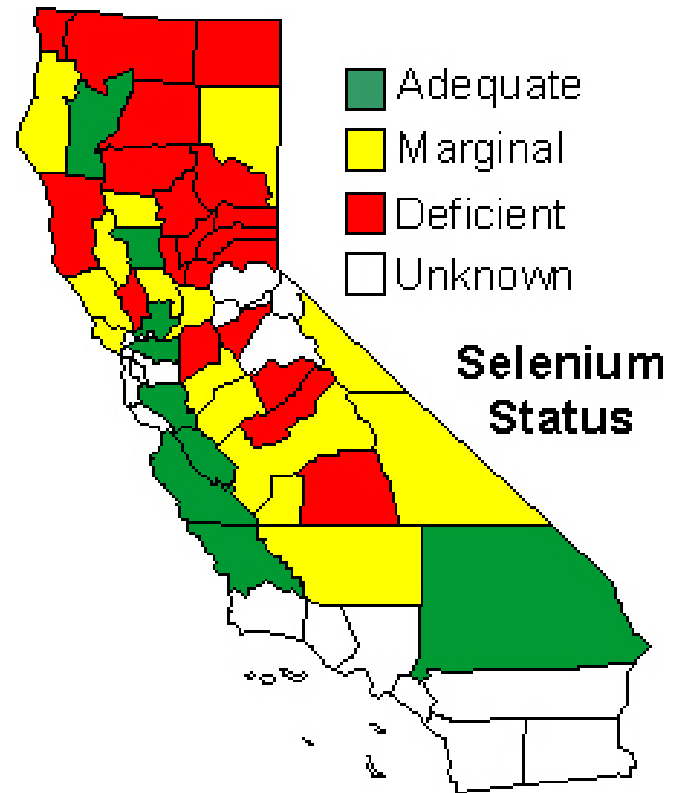 Adequate
Marginal
Deficient
Unknown
Selenium
Status